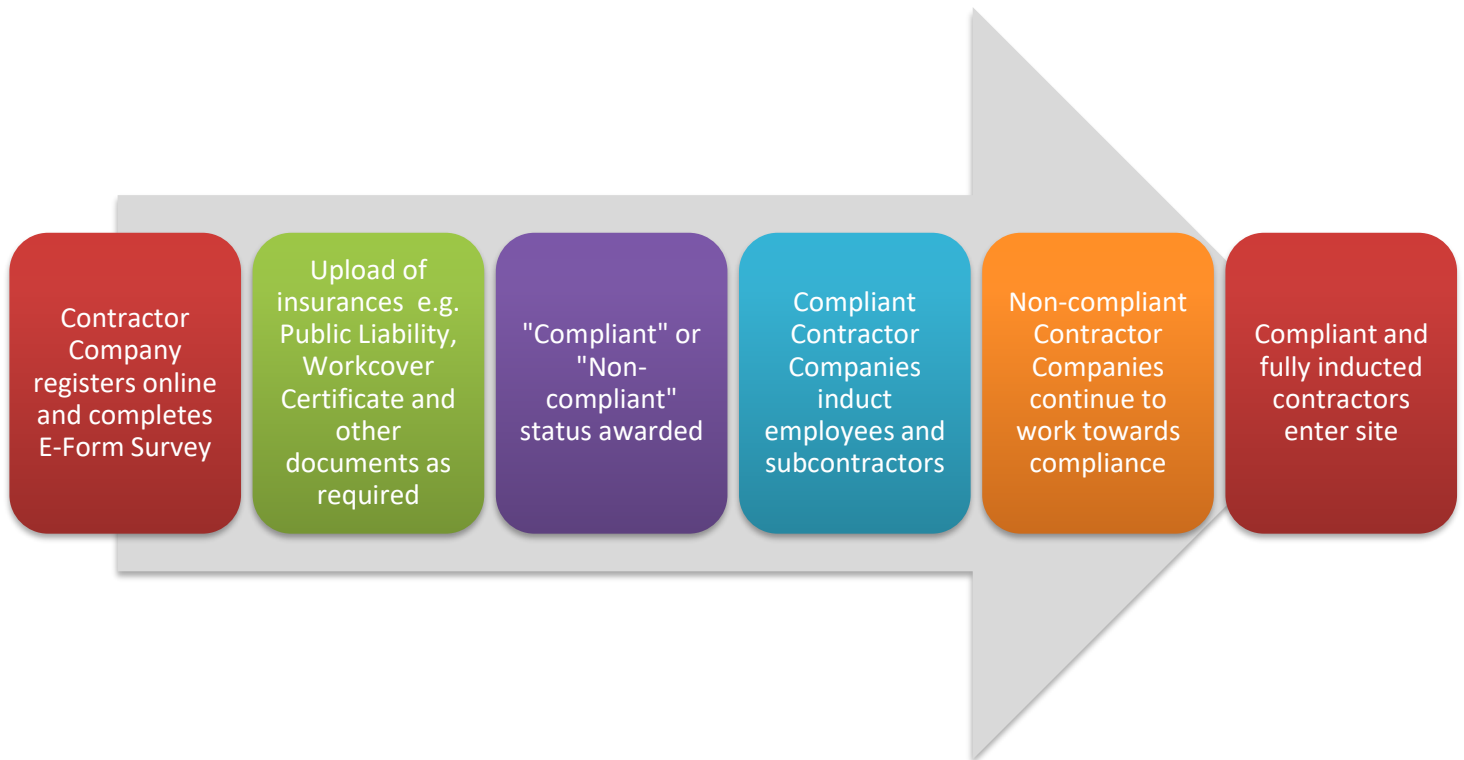 Contractor
Company
registers online
and completes
E-Form Survey
Upload of
insurances e.g.
Public Liability,
Workcover
Certificate and
other
documents as
required
"Compliant" or
"Non-
compliant"
status awarded
Compliant
Contractor
Companies
induct
employees and
subcontractors
Non-compliant
Contractor
Companies
continue to
work towards
compliance
Compliant and
fully inducted
contractors
enter site